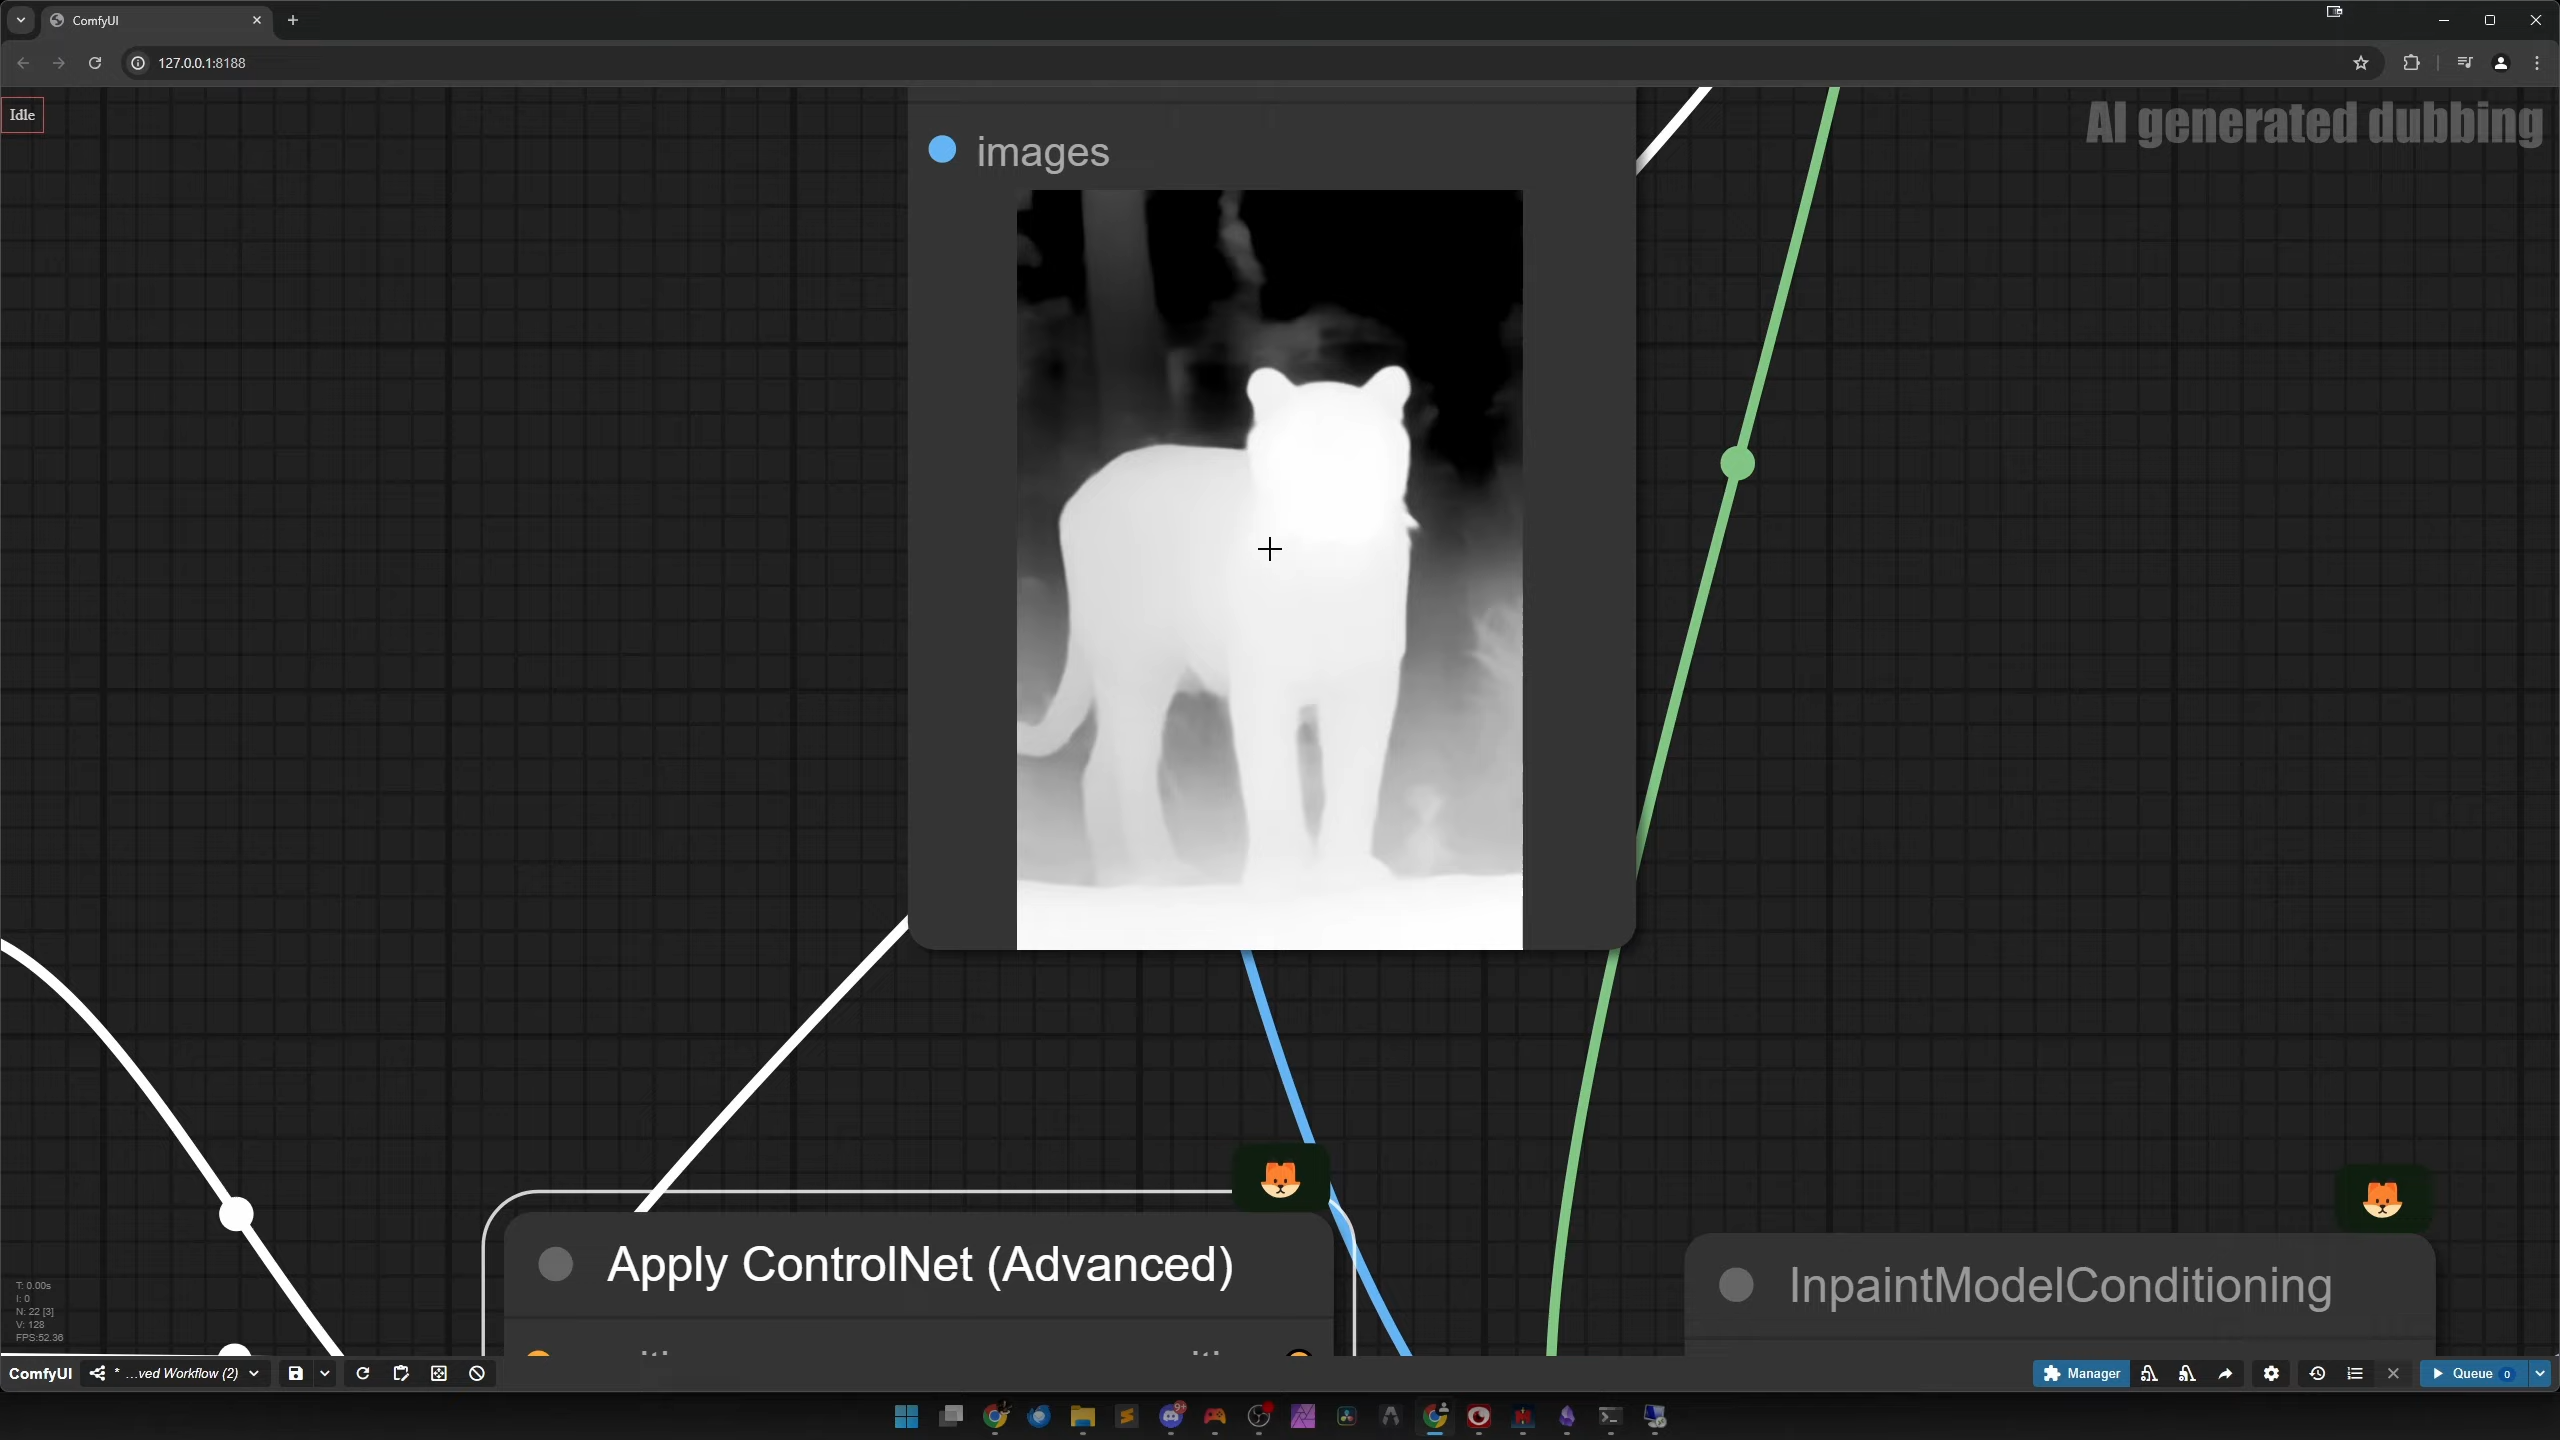 ComfyUI
127.0.0.1:8188
Idle
AI generated dubbing
images
Apply ControlNet (Advanced)
InpaintModelConditioning
T: 0.00s
I: 0
N: 22 [3]
V: 128
FPS:52.36
ComfyUI
* ...ved Workflow (2)
Manager
Queue 0
9+